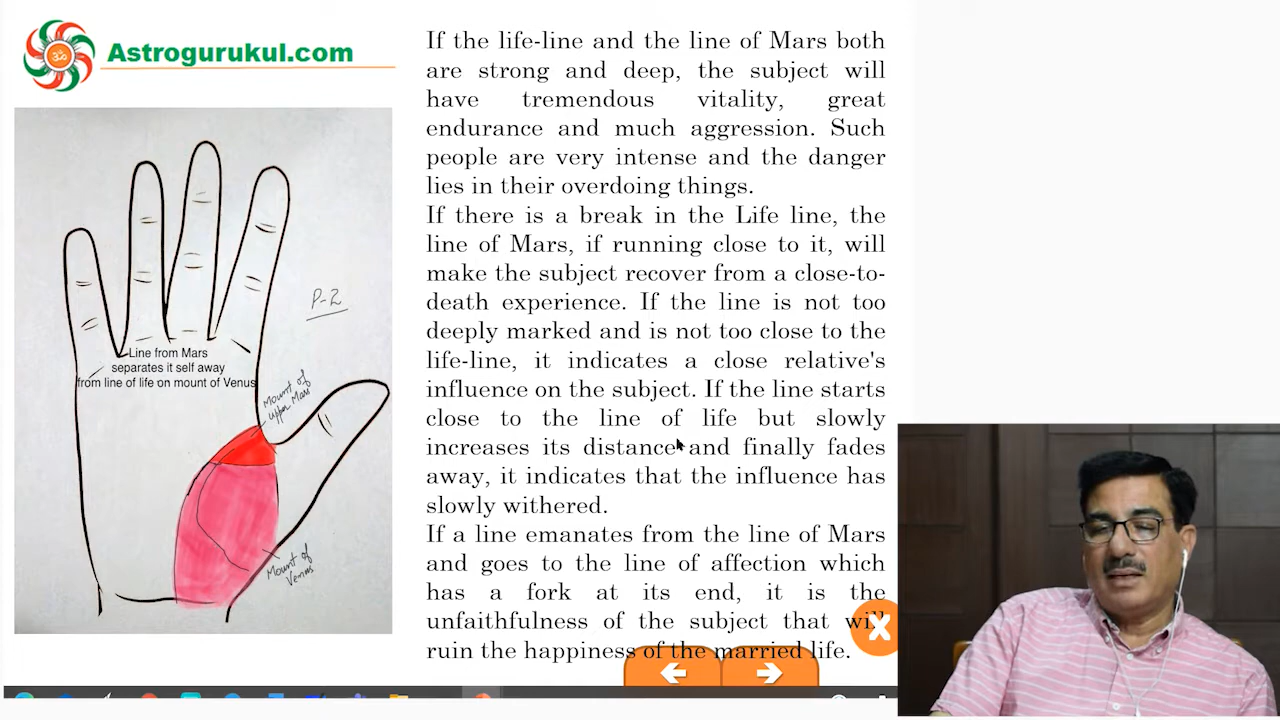 Astrogurukul.com
If the life-line and the line of Mars both
are strong and deep, the subject will
have tremendous vitality, great
endurance and much aggression. Such
people are very intense and the danger
lies in their overdoing things.
If there is a break in the Life line, the
line of Mars, if running close to it, will
make the subject recover from a close-to-
death experience. If the line is not too
deeply marked and is not too close to the
life-line, it indicates a close relative's
influence on the subject. If the line starts
close to the line of life but slowly
increases its distance and finally fades
away, it indicates that the influence has
slowly withered.
If a line emanates from the line of Mars
and goes to the line of affection which
has a fork at its end, it is the
unfaithfulness of the subject that will
ruin the happiness of the married life.
P-2
Line from Mars
separates it self away
from line of life on mount of Venus
Mount of
upper Mars
Mount of
Venus
ॐ